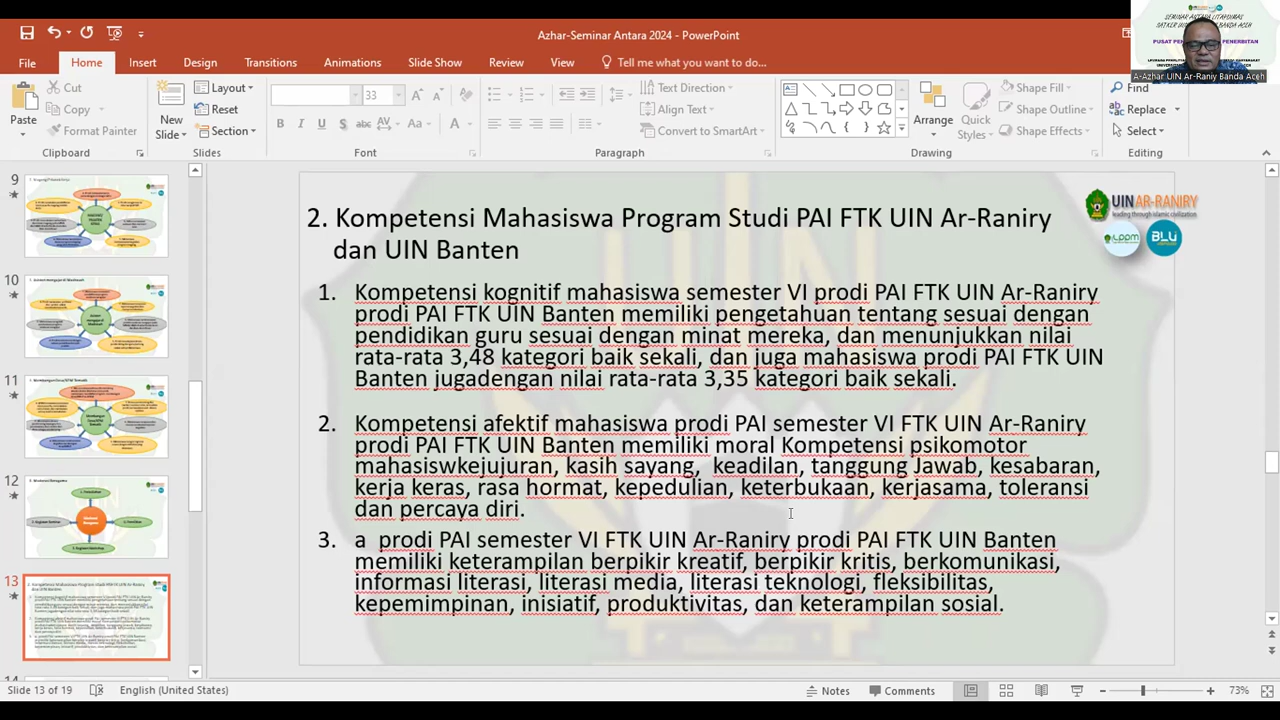 Azhar-Seminar Antara 2024 - PowerPoint
File Home Insert Design Transitions Animations Slide Show Review View Tell me what you want to do...
Cut
Copy
Format Painter
Paste
Clipboard
New
Slide
Layout
Reset
Section
Slides
33
Font
Text Direction
Align Text
Convert to SmartArt
Paragraph
Arrange
Quick
Styles
Shape Fill
Shape Outline
Shape Effects
Drawing
Find
Replace
Select
Editing
A-Azhar UIN Ar-Raniy Banda Aceh
9
10
11
12
13
UIN AR-RANIRY
leading through islamic civilization
LPPM
BLU
2. Kompetensi Mahasiswa Program Studi PAI FTK UIN Ar-Raniry
dan UIN Banten
1. Kompetensi kognitif mahasiswa semester VI prodi PAI FTK UIN Ar-Raniry
prodi PAI FTK UIN Banten memiliki pengetahuan tentang sesuai dengan
pendidikan guru sesuai dengan minat mereka, dan menunjukkan nilai
rata-rata 3,48 kategori baik sekali, dan juga mahasiswa prodi PAI FTK UIN
Banten jugadengan nilai rata-rata 3,35 kategori baik sekali
2. Kompetensi afektif mahasiswa prodi PAI semester VI FTK UIN Ar-Raniry
prodi PAI FTK UIN Banten memiliki moral Kompetensi psikomotor
mahasiswkejujuran, kasih sayang, keadilan, tanggung Jawab, kesabaran,
kerja keras, rasa hormat, kepedulian, keterbukaan, kerjasama, toleransi
dan percaya diri.
3. a prodi PAI semester VI FTK UIN Ar-Raniry prodi PAI FTK UIN Banten
memiliki keterampilan berpikir kreatif, berpikir kritis, berkomunikasi,
informasi literasi, literasi media, literasi teknologi, fleksibilitas,
kepemimpinan, inisiatif, produktivitas, dan keterampilan sosial.
Slide 13 of 19 English (United States) Notes Comments 73%